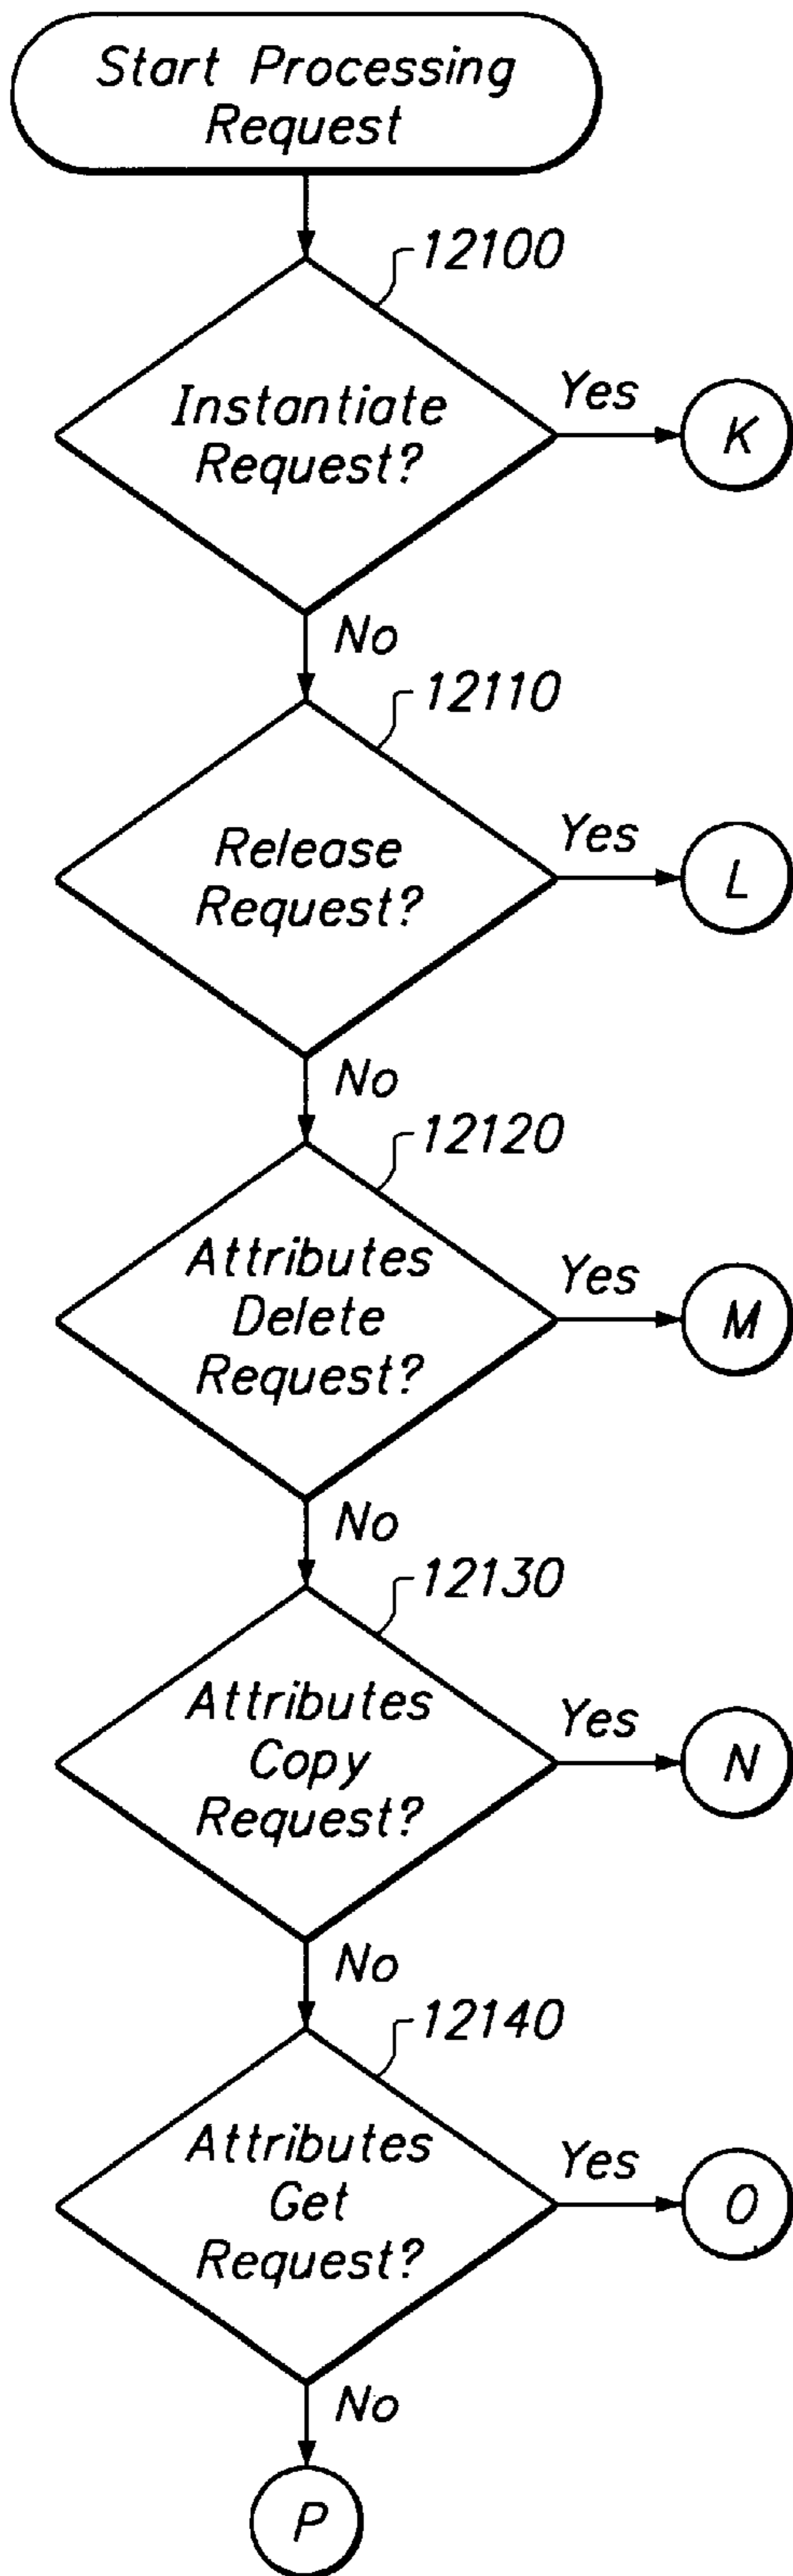 Start Processing
Request
12100
Instantiate
Request?
Yes
K
No
12110
Release
Request?
Yes
L
No
12120
Attributes
Delete
Request?
Yes
M
No
12130
Attributes
Copy
Request?
Yes
N
No
12140
Attributes
Get
Request?
Yes
O
No
P